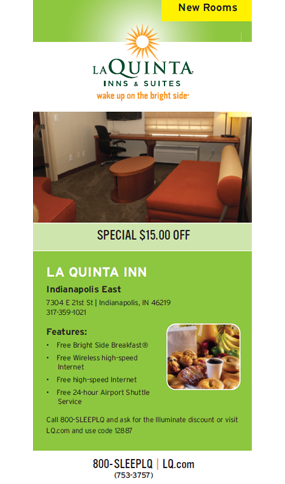 New Rooms
LAQUINTA
INNS & SUITES
wake up on the bright side®
SPECIAL $15.00 OFF
LA QUINTA INN
Indianapolis East
7304 E 21st St | Indianapolis, IN 46219
317-359-1021
Features:
• Free Bright Side Breakfast®
• Free Wireless high-speed
Internet
• Free high-speed Internet
• Free 24-hour Airport Shuttle
Service
Call 800-SLEEPLQ and ask for the Illuminate discount or visit
LQ.com and use code 12887
800-SLEEPLQ | LQ.com
(753-3757)